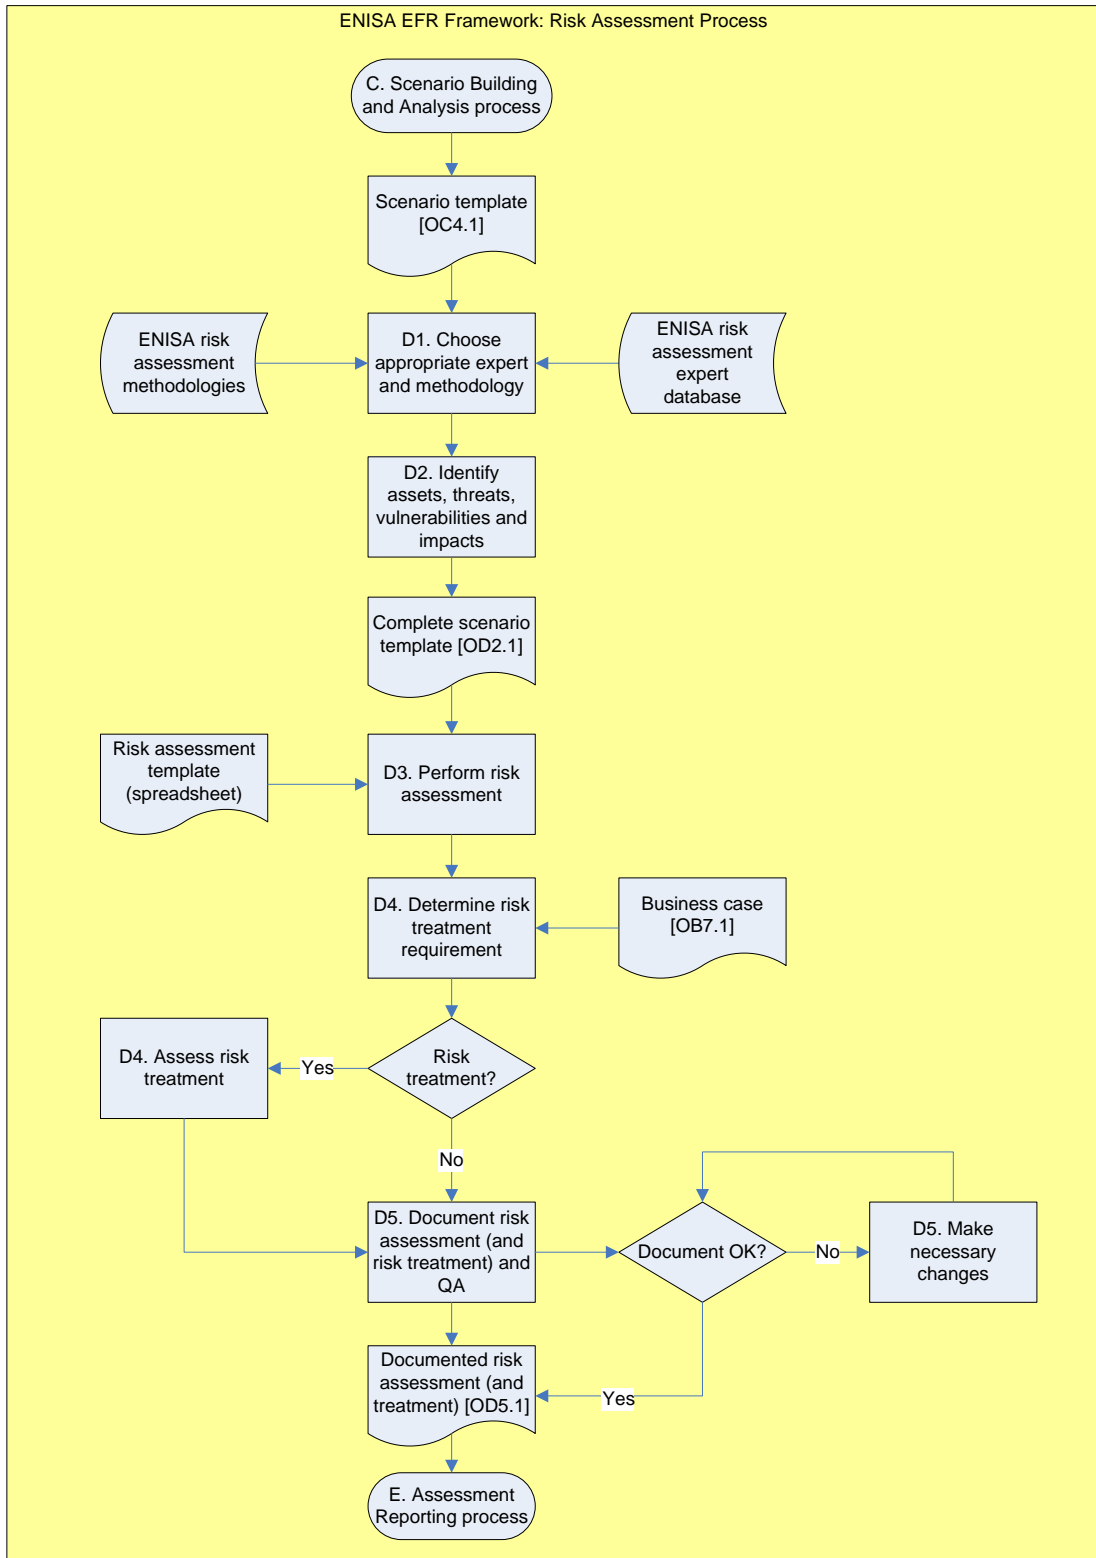 ENISA EFR Framework: Risk Assessment Process
C. Scenario Building
and Analysis process
Scenario template
[OC4.1]
ENISA risk
assessment
methodologies
D1. Choose
appropriate expert
and methodology
ENISA risk
assessment
expert
database
D2. Identify
assets, threats,
vulnerabilities and
impacts
Complete scenario
template [OD2.1]
Risk assessment
template
(spreadsheet)
D3. Perform risk
assessment
D4. Determine risk
treatment
requirement
Business case
[OB7.1]
D4. Assess risk
treatment
Yes
Risk
treatment?
No
D5. Document risk
assessment (and
risk treatment) and
QA
Document OK?
No
D5. Make
necessary
changes
Documented risk
assessment (and
treatment) [OD5.1]
Yes
E. Assessment
Reporting process